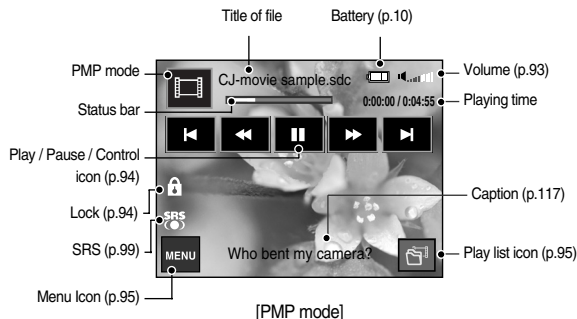 Title of file
Battery (p.10)
PMP mode
CJ-movie sample.sdc
Volume (p.93)
Status bar
0:00:00 / 0:04:55
Playing time
Play / Pause / Control
icon (p.94)
Lock (p.94)
Caption (p.117)
SRS
SRS (p.99)
MENU
Who bent my camera?
Play list icon (p.95)
Menu Icon (p.95)
[PMP mode]